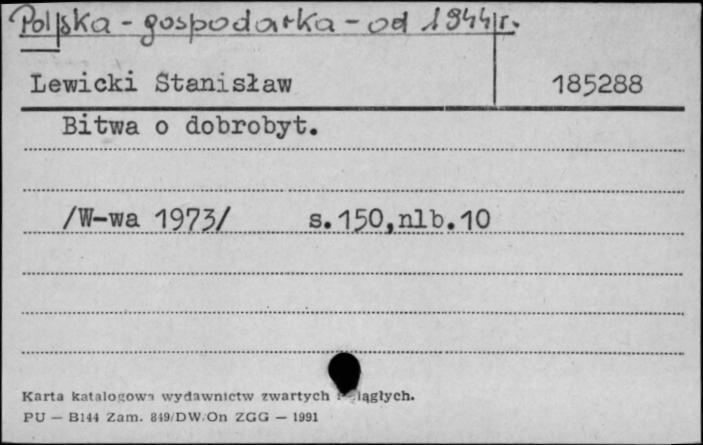 Polska - gospodarka - od 1944 r.
Lewicki Stanisław 185288
Bitwa o dobrobyt.
/W-wa 1973/ s.150,nlb.10
Karta katalogowa wydawnictw zwartych i ciągłych.
PU — B144 Zam. 849/DW/On ZGG — 1991